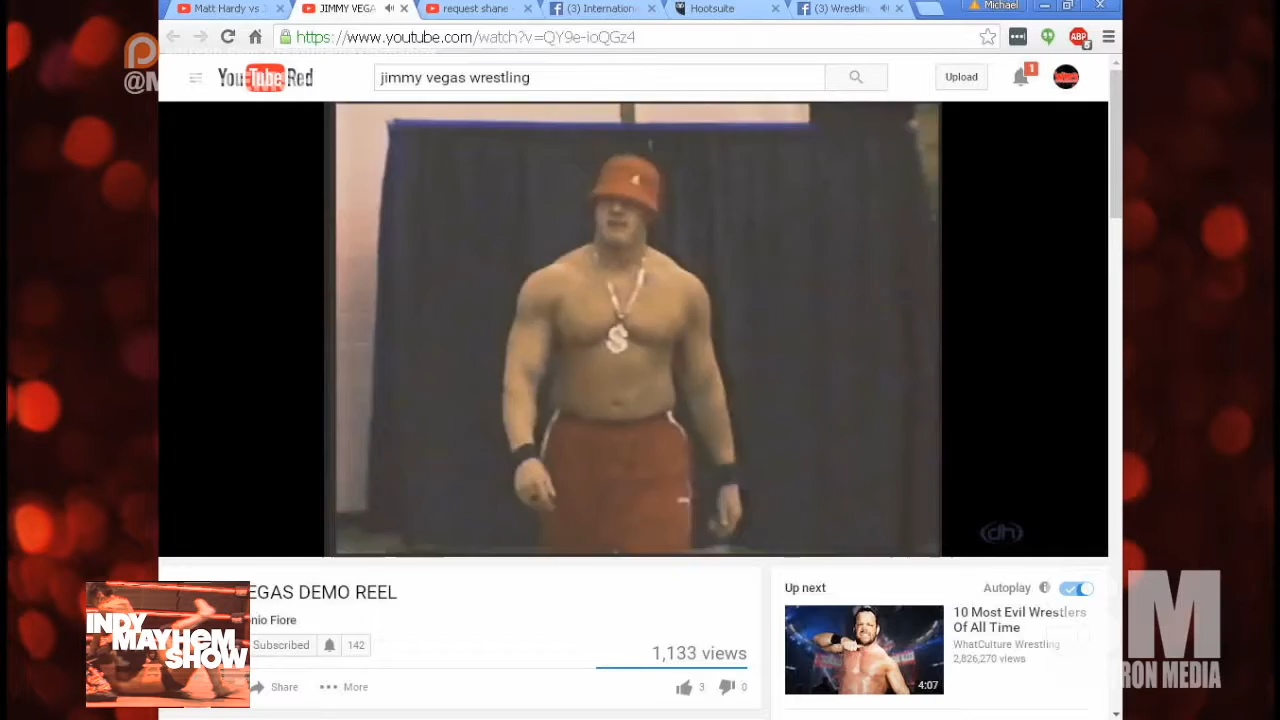 Matt Hardy vs J
JIMMY VEGA
request shane
(3) Internation
Hootsuite
(3) Wrestlin
Michael
https://www.youtube.com/watch?v=QY9e-ioQGz4
ABP
5
@M
YouTube Red
jimmy vegas wrestling
Upload
1
$
(dh)
EGAS DEMO REEL
nio Fiore
Subscribed
142
1,133 views
Share
More
3
0
Up next
Autoplay
10 Most Evil Wrestlers
Of All Time
WhatCulture Wrestling
2,826,270 views
4:07
INDY
MAYHEM
SHOW
M
RON MEDIA